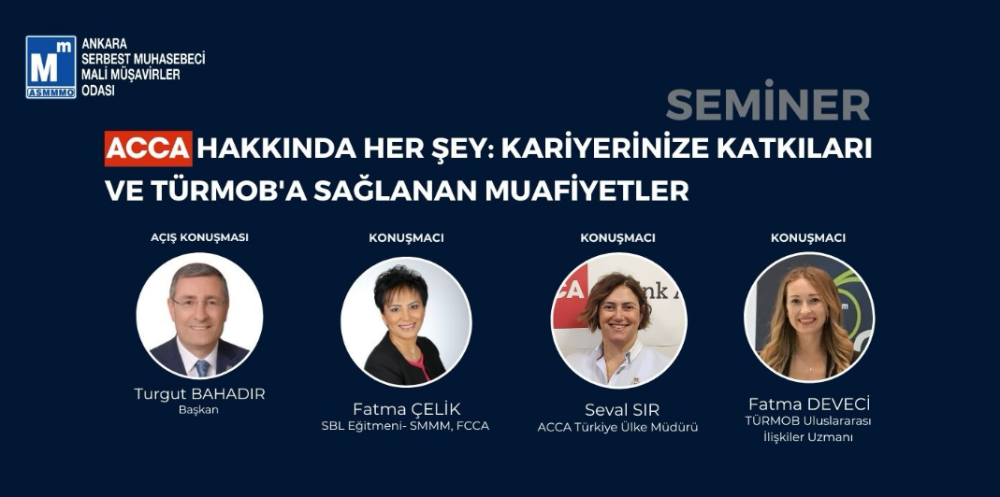 Mm
ASMMMO
ANKARA
SERBEST MUHASEBECİ
MALİ MÜŞAVİRLER
ODASI
SEMİNER
ACCA HAKKINDA HER ŞEY: KARİYERİNİZE KATKILARI
VE TÜRMOB'A SAĞLANAN MUAFİYETLER
AÇIŞ KONUŞMASI
Turgut BAHADIR
Başkan
KONUŞMACI
Fatma ÇELİK
SBL Eğitmeni- SMMM, FCCA
KONUŞMACI
CA
nk A
Seval SIR
ACCA Türkiye Ülke Müdürü
KONUŞMACI
m
Fatma DEVECİ
TÜRMOB Uluslararası
İlişkiler Uzmanı